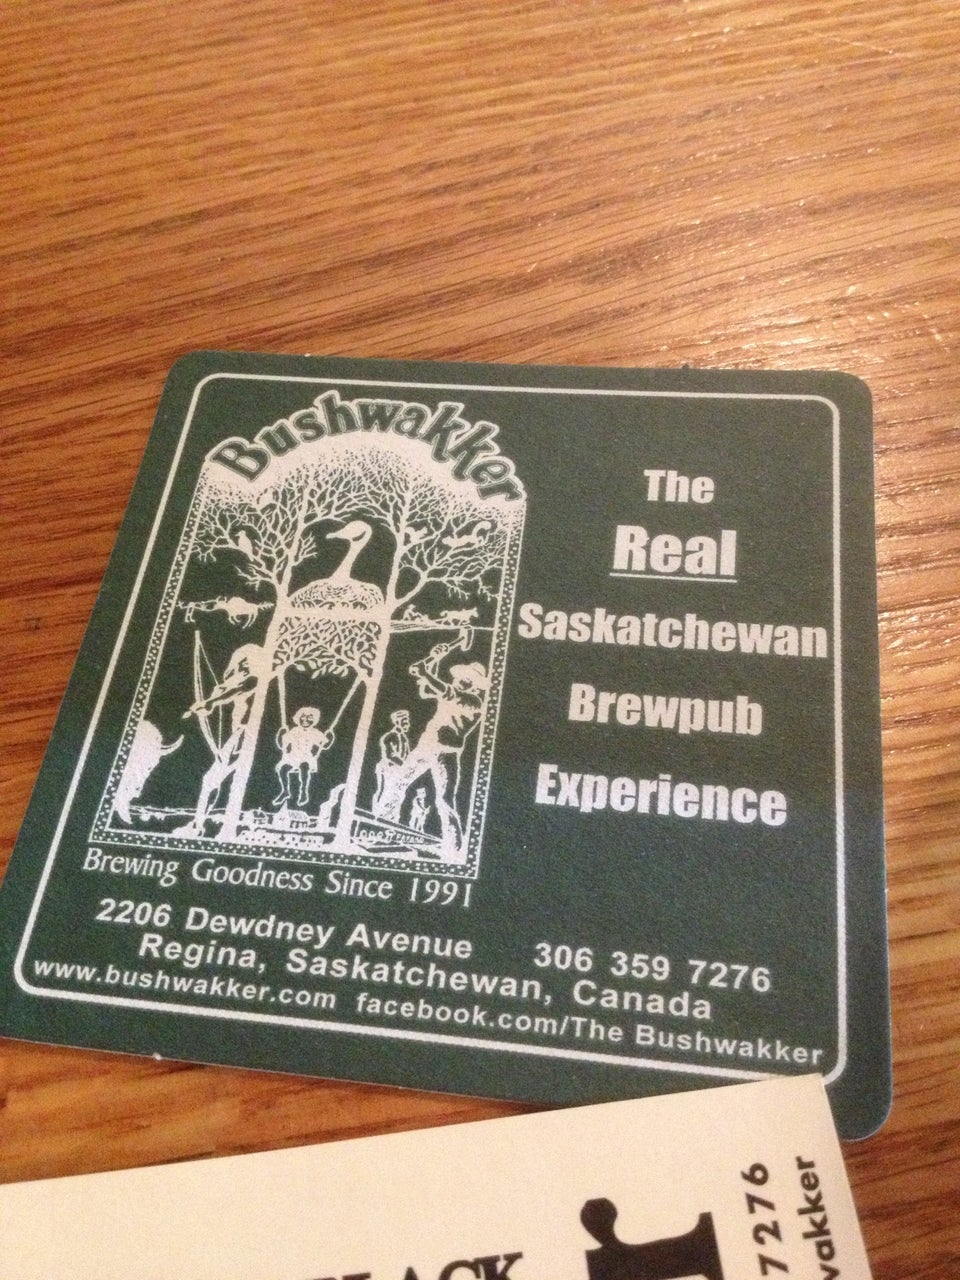 Bushwakker
The
Real
Saskatchewan
Brewpub
Experience
Brewing Goodness Since 1991
2206 Dewdney Avenue 306 359 7276
Regina, Saskatchewan, Canada
www.bushwakker.com facebook.com/The Bushwakker
7276